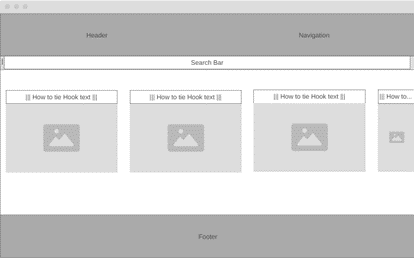 Header
Navigation
Search Bar
||| How to tie Hook text |||
||| How to tie Hook text |||
||| How to tie Hook text |||
||| How to...
Footer